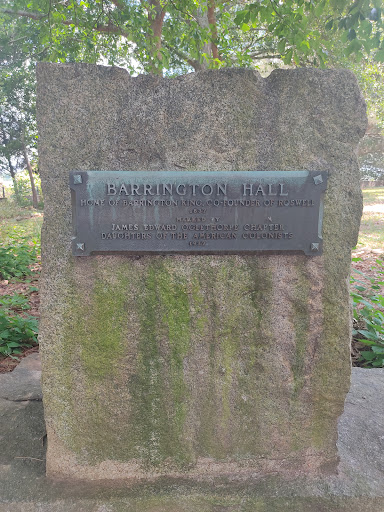 BARRINGTON HALL
HOME OF BARRINGTON KING, CO-FOUNDER OF ROSWELL
MARKED BY
JAMES EDWARD OGLETHORPE CHAPTER
DAUGHTERS OF THE AMERICAN COLONISTS